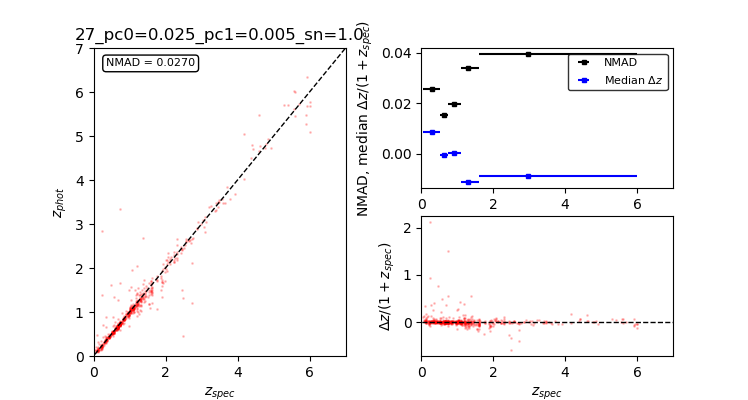 27_pc0=0.025_pc1=0.005_sn=1.0
NMAD = 0.0270
7
6
5
4
3
2
1
0
z_phot
0
2
4
6
z_spec
NMAD, median Δz/(1 + z_spec)
0.04
0.02
0.00
NMAD
Median Δz
0
2
4
6
Δz/(1 + z_spec)
2
1
0
0
2
4
6
z_spec